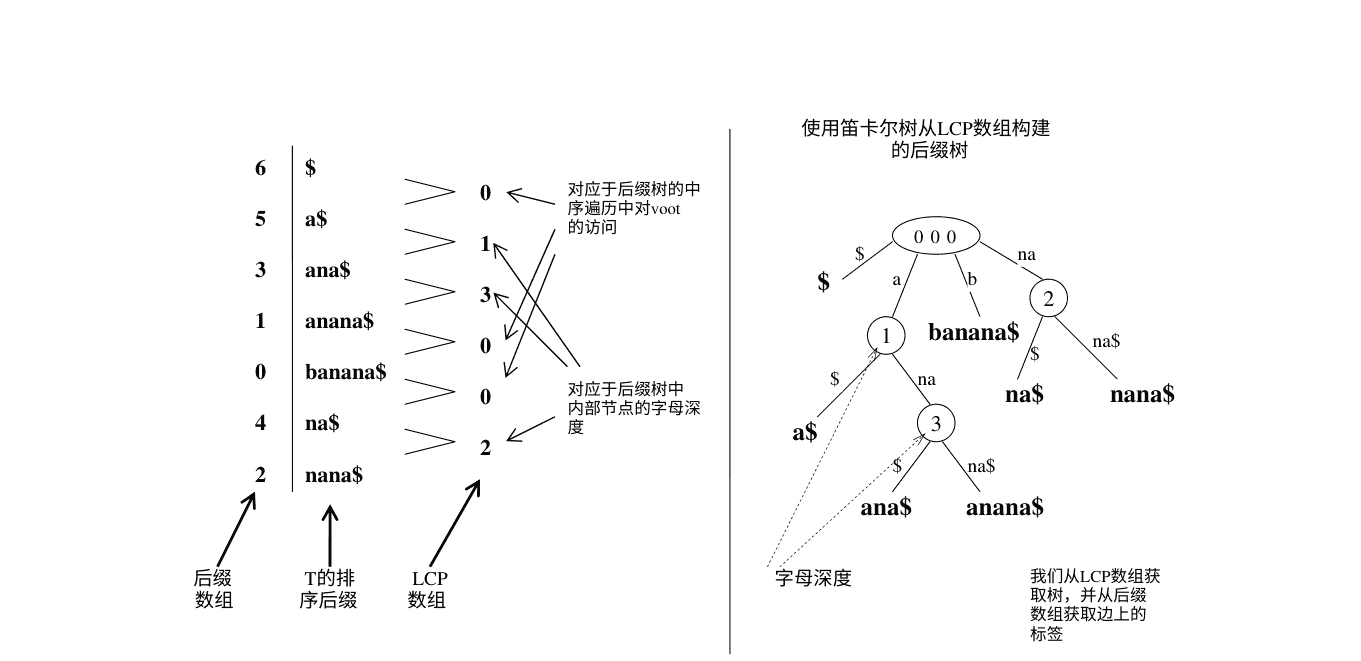 6 $
0
5 a$
1
3 ana$
3
1 anana$
0
0 banana$
0
4 na$
2
2 nana$
对应于后缀树的中
序遍历中对voot
的访问
对应于后缀树中
内部节点的字母深
度
后缀
数组
T的排
序后缀
LCP
数组
使用笛卡尔树从LCP数组构建
的后缀树
0 0 0
$
a
b
na
$
1
banana$
2
$
na
$
na$
a$
3
na$
nana$
$
na$
ana$
anana$
字母深度
我们从LCP数组获
取树，并从后缀
数组获取边上的
标签